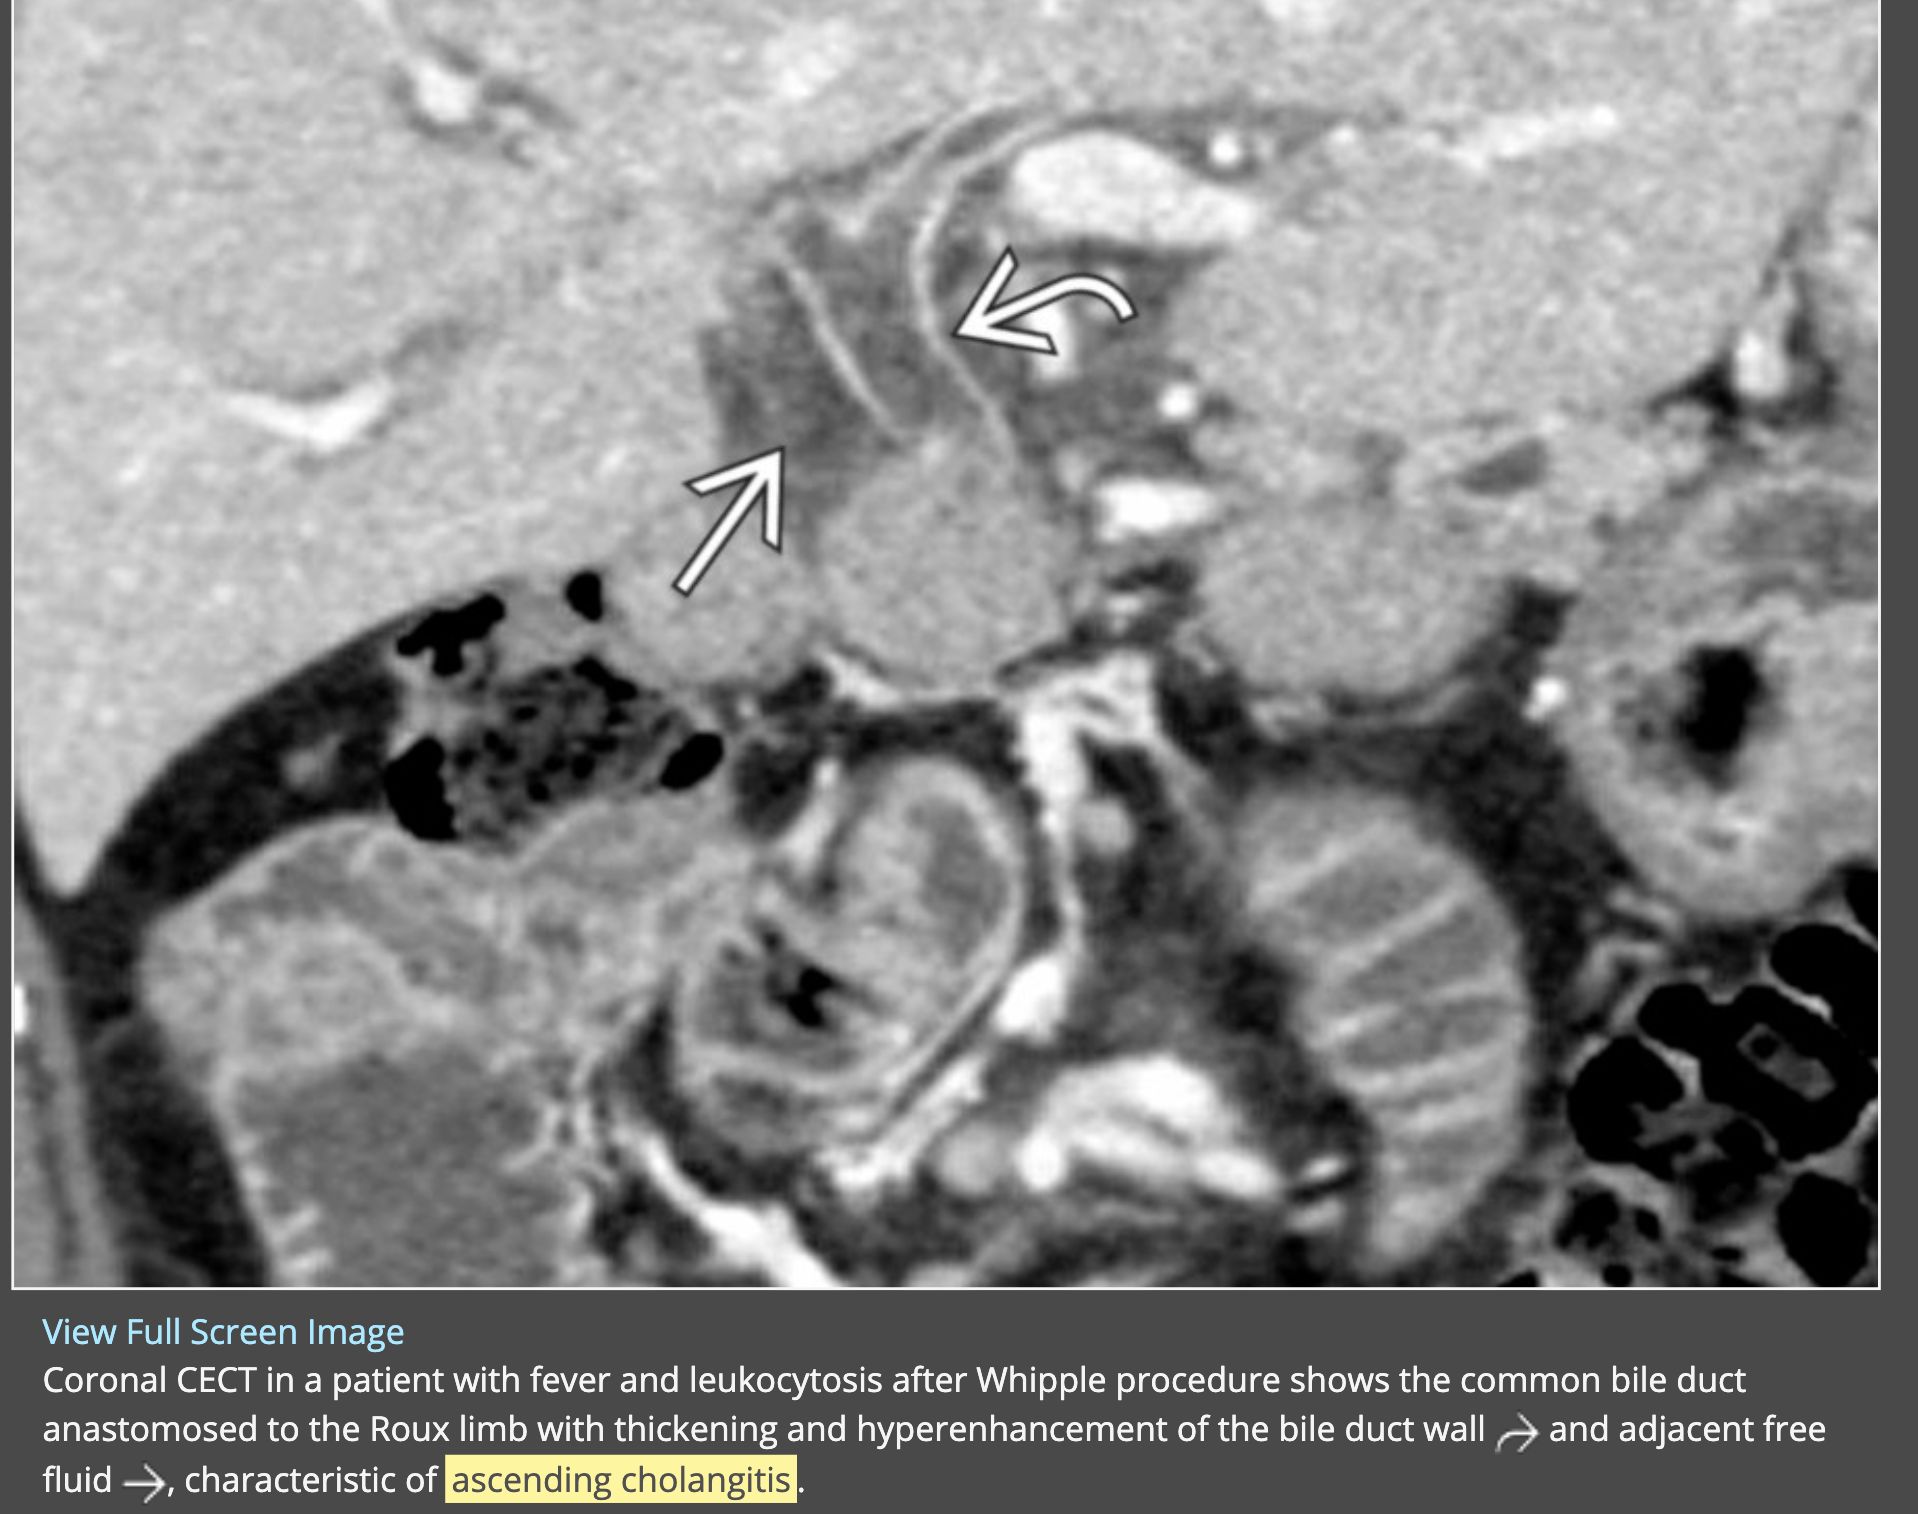 View Full Screen Image
Coronal CECT in a patient with fever and leukocytosis after Whipple procedure shows the common bile duct
anastomosed to the Roux limb with thickening and hyperenhancement of the bile duct wall and adjacent free
fluid , characteristic of ascending cholangitis.